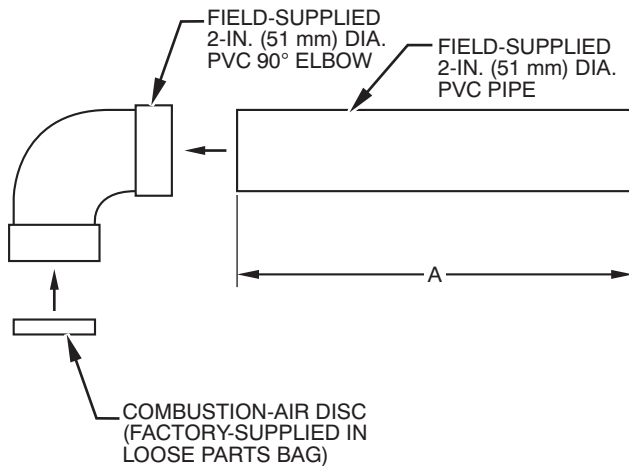 FIELD-SUPPLIED
2-IN. (51 mm) DIA.
PVC 90° ELBOW
FIELD-SUPPLIED
2-IN. (51 mm) DIA.
PVC PIPE
A
COMBUSTION-AIR DISC
(FACTORY-SUPPLIED IN
LOOSE PARTS BAG)